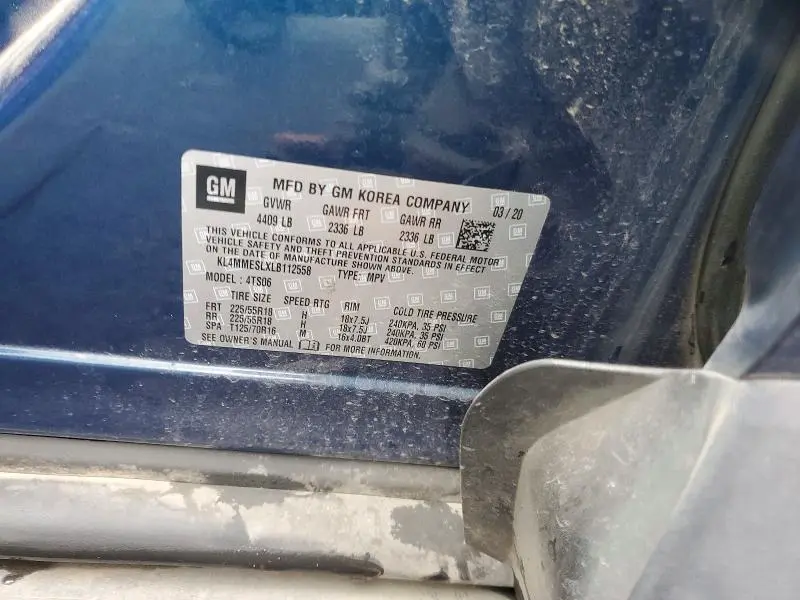 GM
MFD BY GM KOREA COMPANY 03/20
GVWR GAWR FRT GAWR RR
4409 LB 2336 LB 2336 LB
THIS VEHICLE CONFORMS TO ALL APPLICABLE U.S. FEDERAL MOTOR
VEHICLE SAFETY AND THEFT PREVENTION STANDARDS IN EFFECT
ON THE DATE OF MANUFACTURE SHOWN ABOVE.
KL4MMESLXLB112558 TYPE: MPV
MODEL : 4TS06
TIRE SIZE SPEED RTG RIM COLD TIRE PRESSURE
FRT 225/55R18 H 18x7.5J 240KPA, 35 PSI
RR 225/55R18 H 18x7.5J 240KPA, 35 PSI
SPA T125/70R16 M 16x4.0BT 420KPA, 60 PSI
SEE OWNER'S MANUAL FOR MORE INFORMATION.